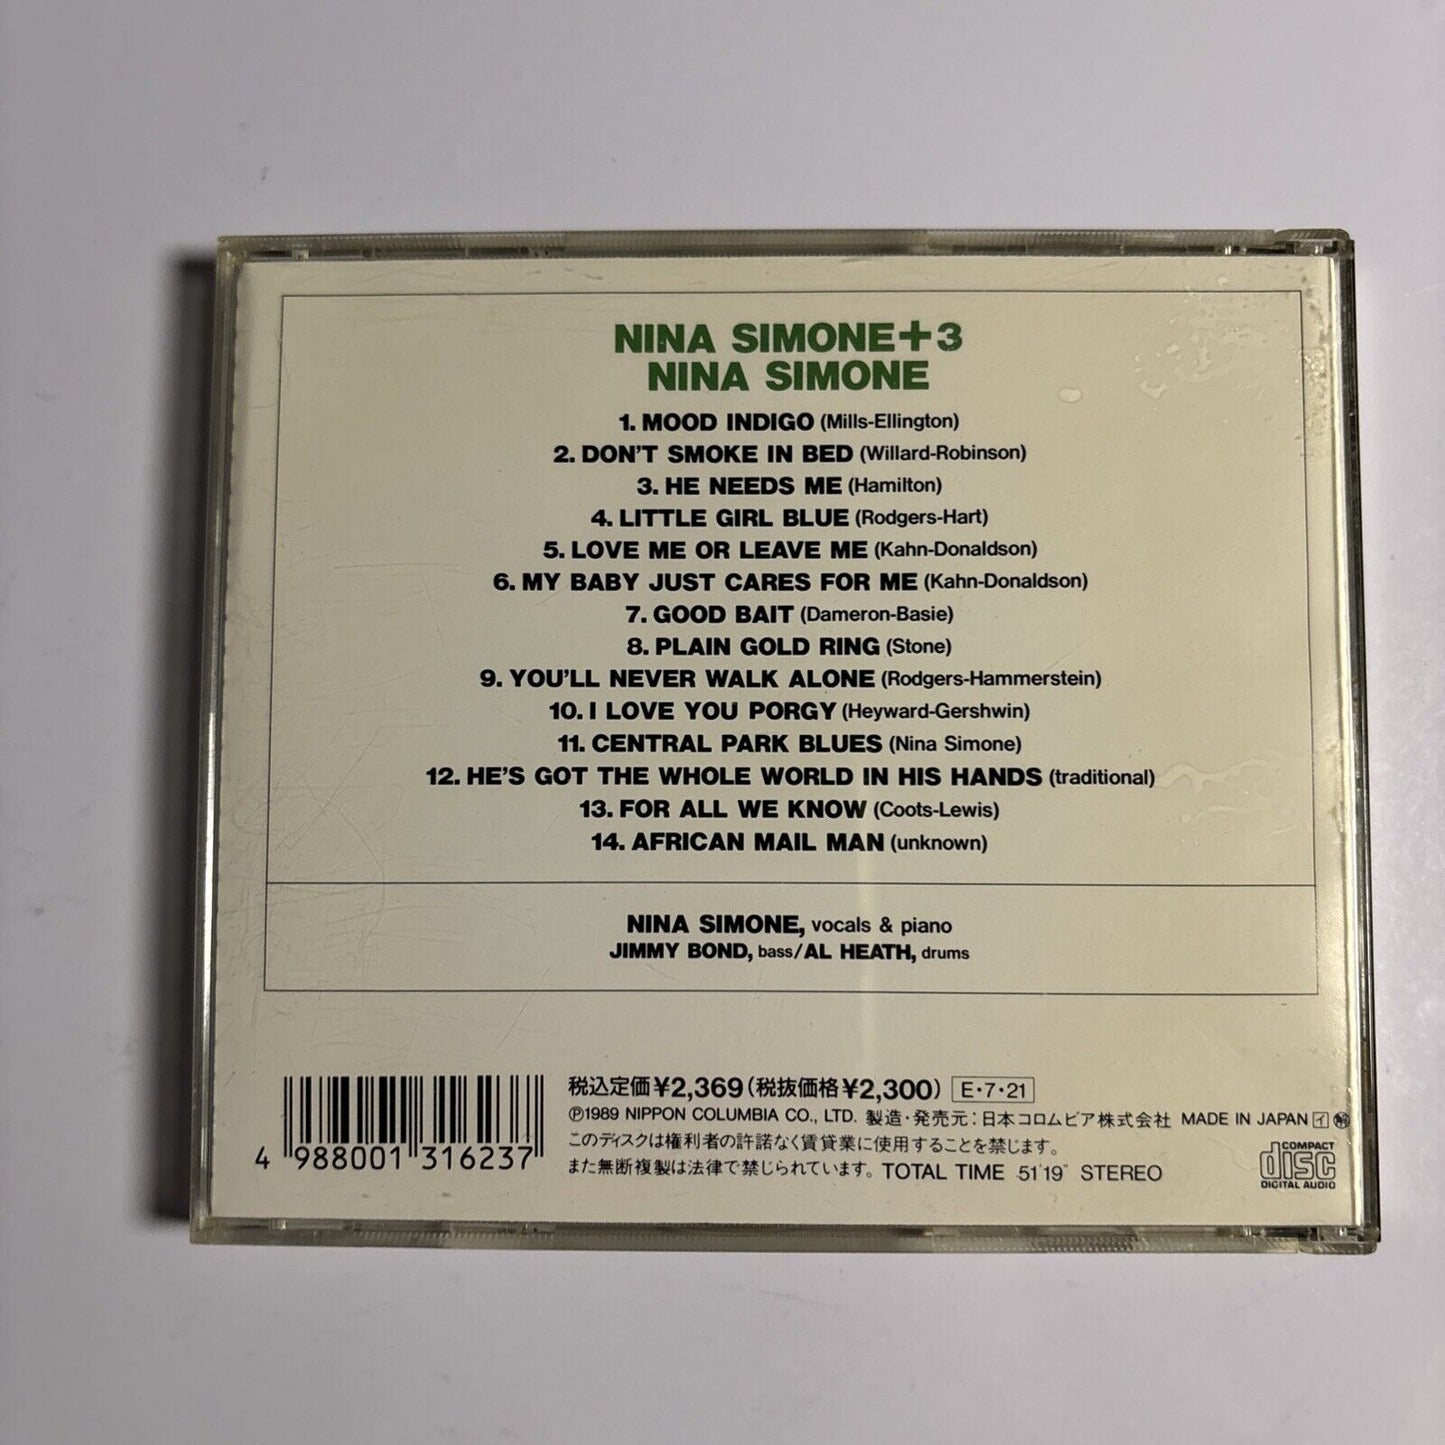 NINA SIMONE+3
NINA SIMONE
1. MOOD INDIGO (Mills-Ellington)
2. DON'T SMOKE IN BED (Willard-Robinson)
3. HE NEEDS ME (Hamilton)
4. LITTLE GIRL BLUE (Rodgers-Hart)
5. LOVE ME OR LEAVE ME (Kahn-Donaldson)
6. MY BABY JUST CARES FOR ME (Kahn-Donaldson)
7. GOOD BAIT (Dameron-Basie)
8. PLAIN GOLD RING (Stone)
9. YOU'LL NEVER WALK ALONE (Rodgers-Hammerstein)
10. I LOVE YOU PORGY (Heyward-Gershwin)
11. CENTRAL PARK BLUES (Nina Simone)
12. HE'S GOT THE WHOLE WORLD IN HIS HANDS (traditional)
13. FOR ALL WE KNOW (Coots-Lewis)
14. AFRICAN MAIL MAN (unknown)
NINA SIMONE, vocals & piano
JIMMY BOND, bass/AL HEATH, drums
税込定価¥2,369(税抜価格¥2,300) E・7・21
Ⓟ1989 NIPPON COLUMBIA CO., LTD. 製造・発売元:日本コロムビア株式会社 MADE IN JAPAN イ
このディスクは権利者の許諾なく賃貸業に使用することを禁じます。
また無断複製は法律で禁じられています。 TOTAL TIME 51'19" STEREO
4 988001 316237
COMPACT
disc
DIGITAL AUDIO